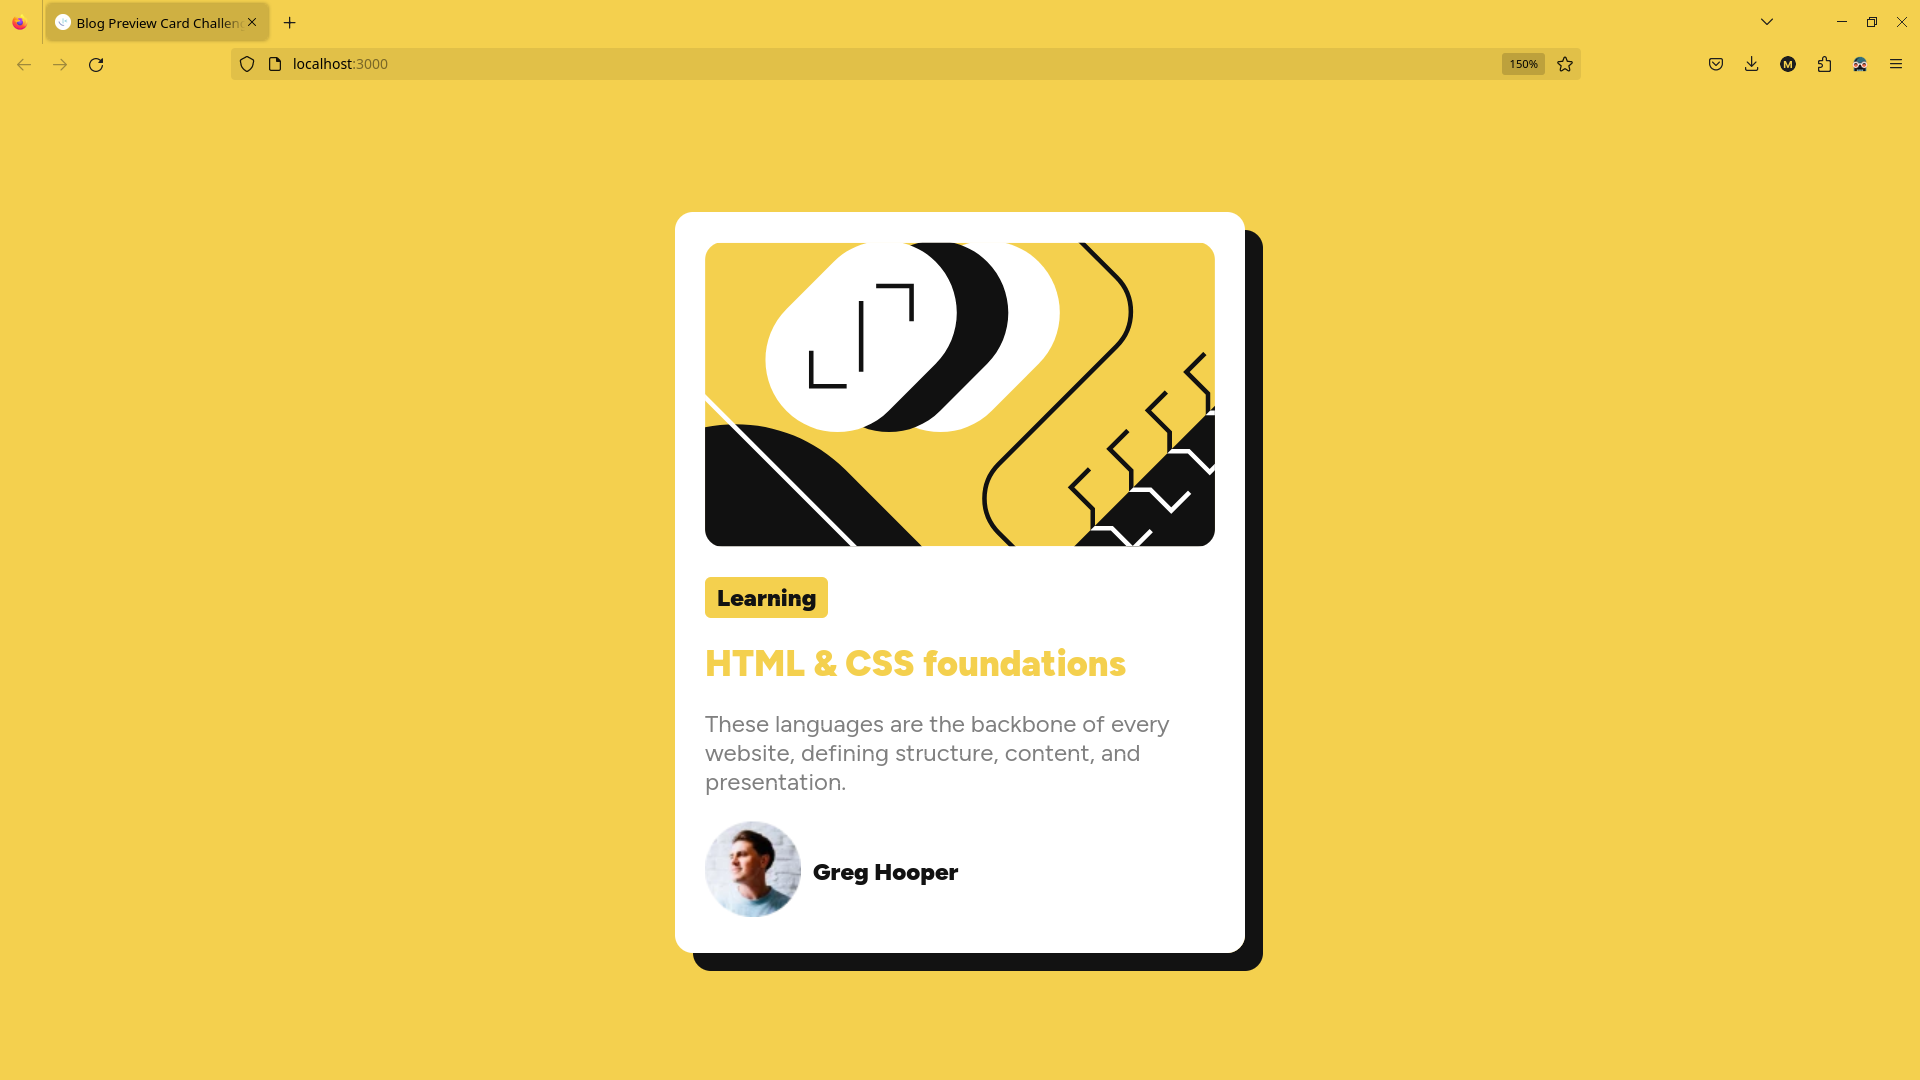 Blog Preview Card Challeng
localhost:3000
150%
M
Learning
HTML & CSS foundations
These languages are the backbone of every
website, defining structure, content, and
presentation.
Greg Hooper